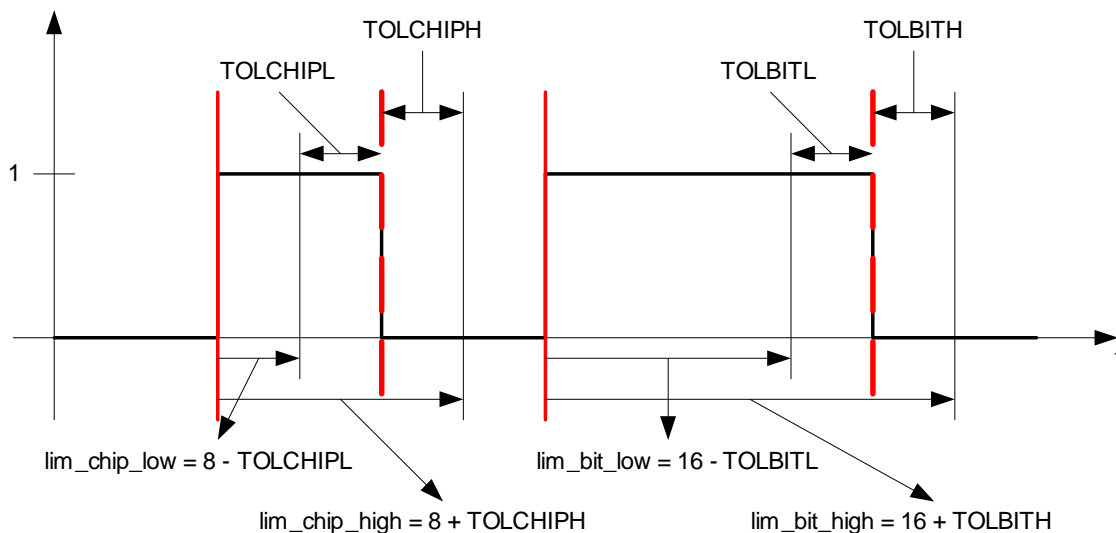 TOLCHIPH
TOLBITH
TOLCHIPL
TOLBITL
1
lim_chip_low = 8 - TOLCHIPL
lim_bit_low = 16 - TOLBITL
lim_chip_high = 8 + TOLCHIPH
lim_bit_high = 16 + TOLBITH